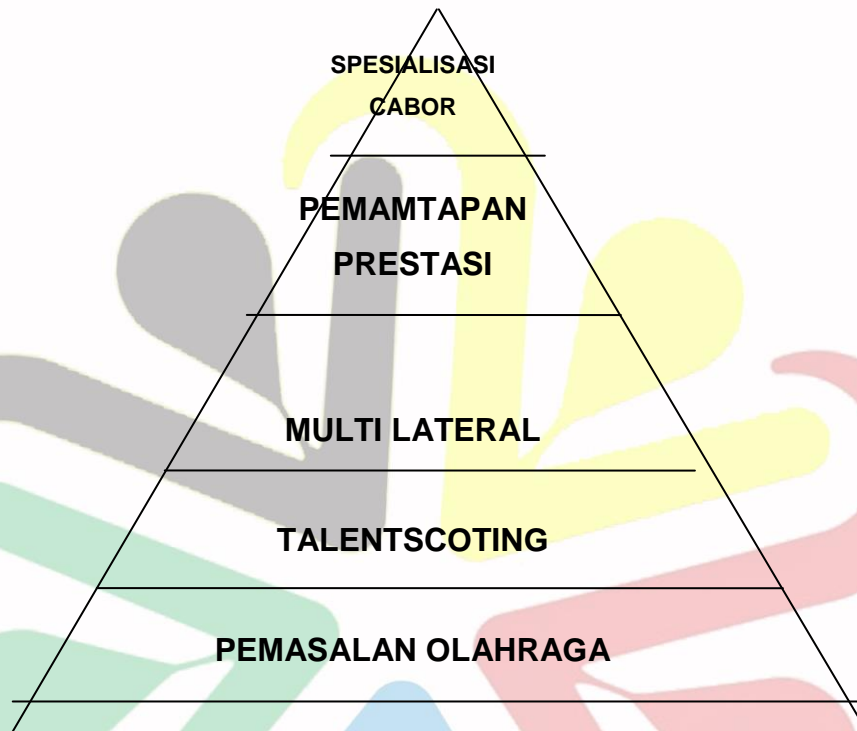 SPESIALISASI
CABOR
PEMAMTAPAN
PRESTASI
MULTI LATERAL
TALENTSCOTING
PEMASALAN OLAHRAGA